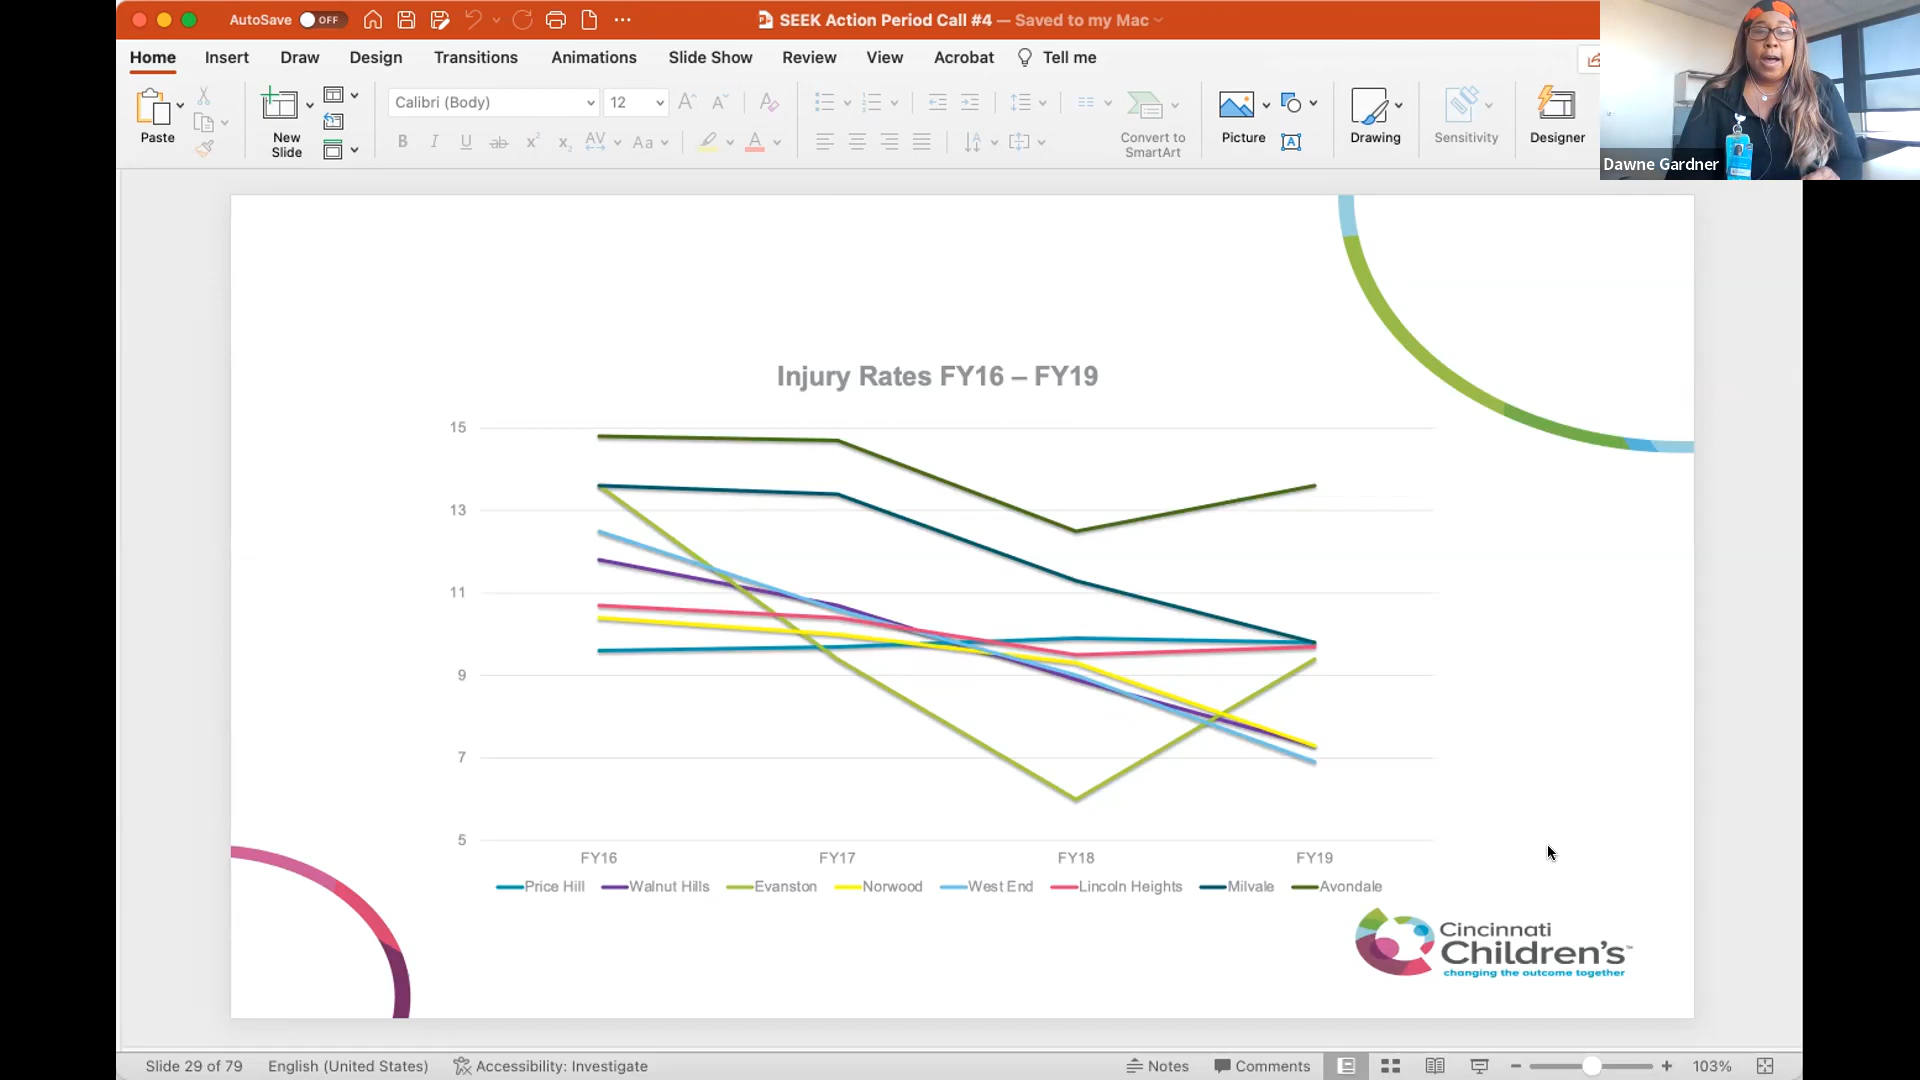 AutoSave OFF
SEEK Action Period Call #4 — Saved to my Mac
Home Insert Draw Design Transitions Animations Slide Show Review View Acrobat Tell me
Paste
New Slide
Calibri (Body) 12
Convert to SmartArt
Picture
Drawing
Sensitivity
Designer
Dawne Gardner
Injury Rates FY16 – FY19
15
13
11
9
7
5
FY16 FY17 FY18 FY19
Price Hill Walnut Hills Evanston Norwood West End Lincoln Heights Milvale Avondale
Cincinnati
Children's™
changing the outcome together
Slide 29 of 79 English (United States) Accessibility: Investigate Notes Comments 103%